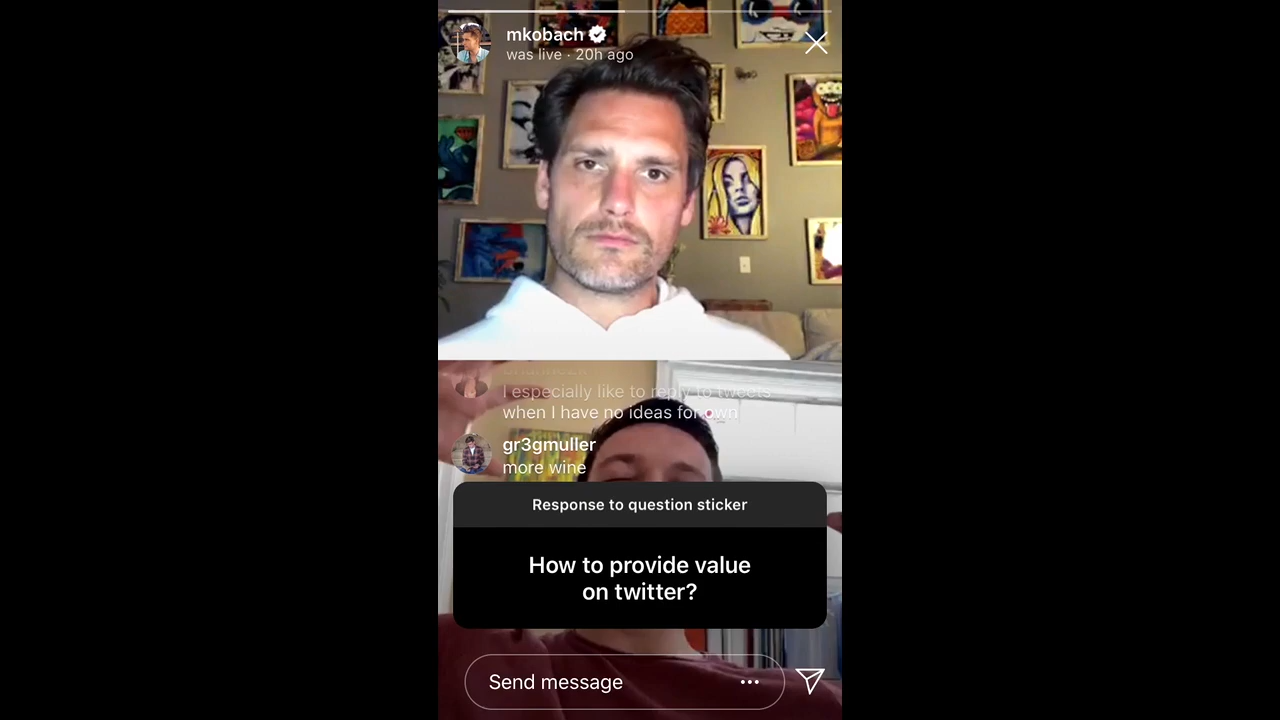 mkobach
was live · 20h ago
I especially like to reply to tweets
when I have no ideas for own
gr3gmuller
more wine
Response to question sticker
How to provide value
on twitter?
Send message